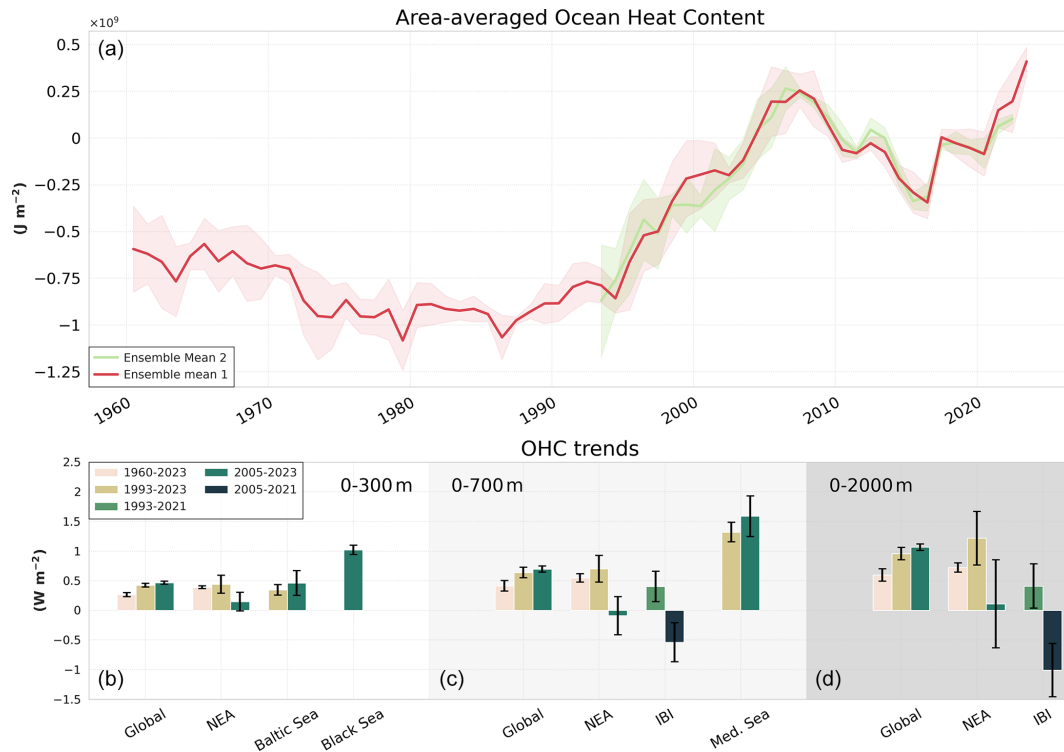 Area-averaged Ocean Heat Content
×10⁹
(a)
0.5
0.25
0
−0.25
−0.5
−0.75
−1
−1.25
(J m⁻²)
Ensemble Mean 2
Ensemble mean 1
1960
1970
1980
1990
2000
2010
2020
OHC trends
2.5
2
1.5
1
0.5
0
−0.5
−1
−1.5
(W m⁻²)
1960-2023
1993-2023
1993-2021
2005-2023
2005-2021
0-300m
0-700m
0-2000m
(b)
(c)
(d)
Global
NEA
Baltic Sea
Black Sea
Global
NEA
IBI
Med. Sea
Global
NEA
IBI